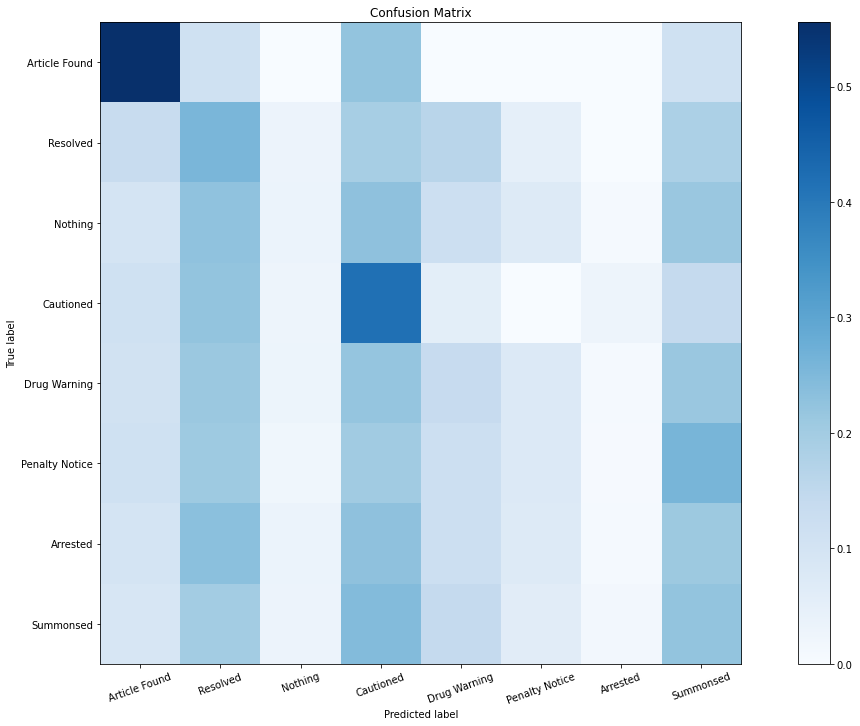 Confusion Matrix
True label
Article Found
Resolved
Nothing
Cautioned
Drug Warning
Penalty Notice
Arrested
Summonsed
Article Found
Resolved
Nothing
Cautioned
Drug Warning
Penalty Notice
Arrested
Summonsed
Predicted label
0.5
0.4
0.3
0.2
0.1
0.0